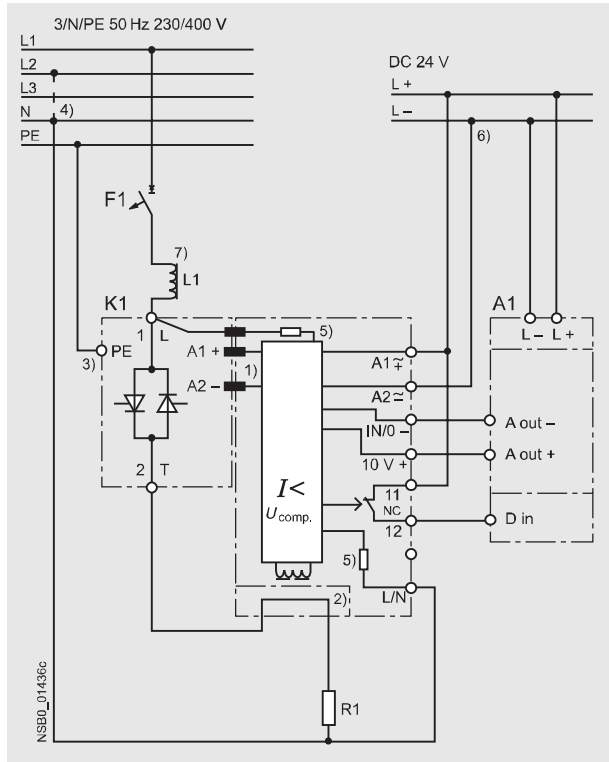 3/N/PE 50 Hz 230/400 V
L1
L2
L3
N 4)
PE
DC 24 V
L +
L –
6)
F1
7)
L1
K1
A1
1 L
5)
L – L +
PE
3)
A1 +
1)
A1 ≂ +
A2 –
A2 ≂ –
IN/0 –
A out –
10 V +
A out +
I<
U comp.
11
NC
12
D in
2 T
5)
L/N
2)
R1
NSB0_01436c